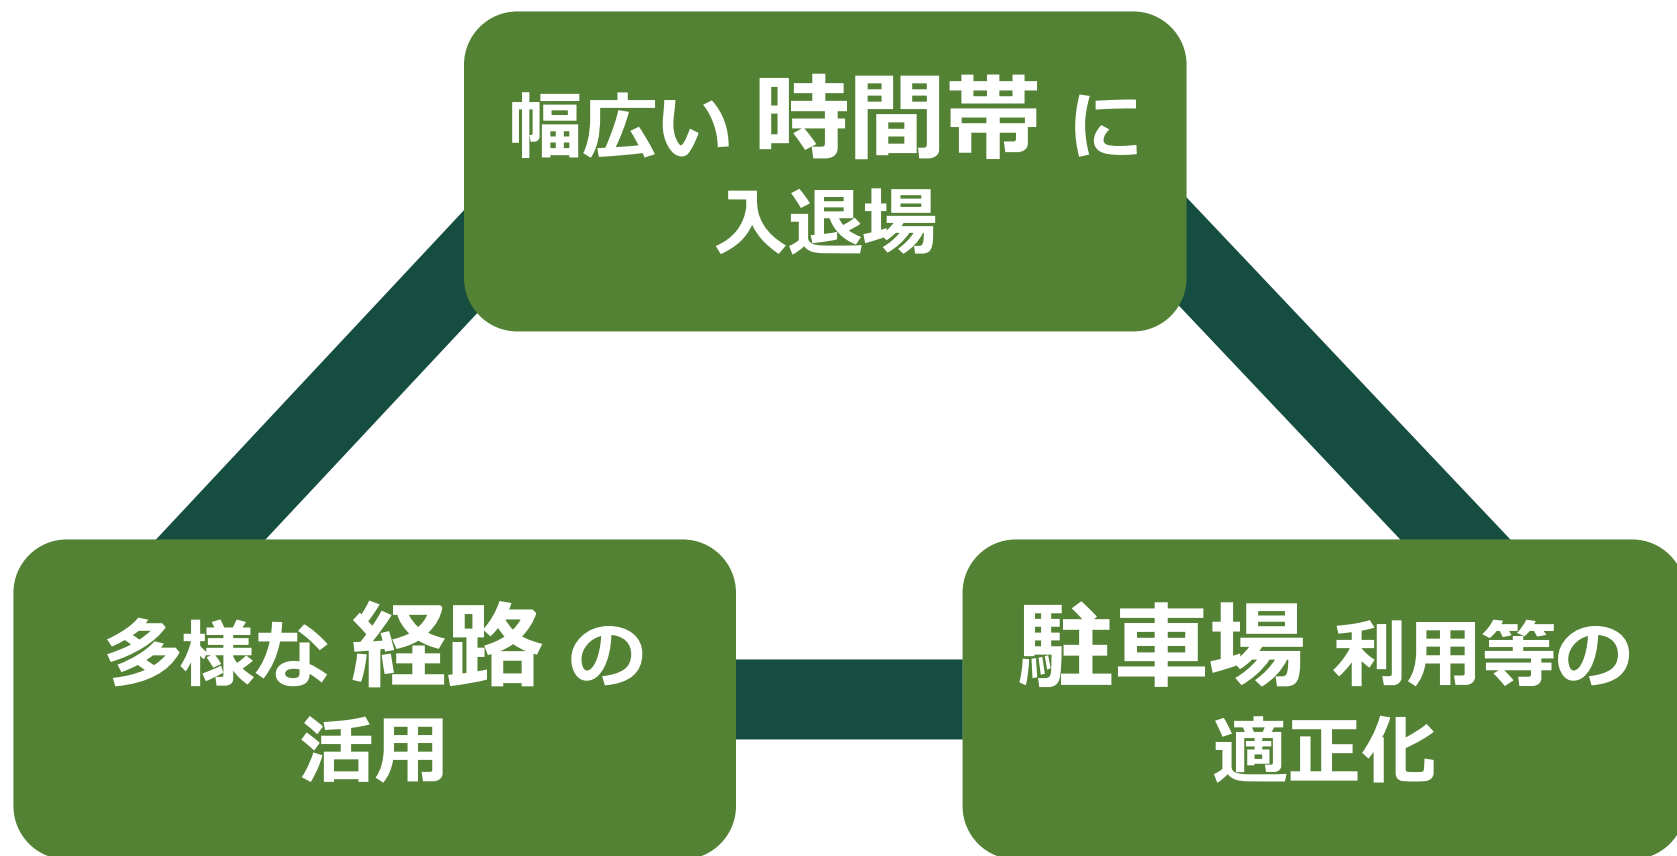 幅広い 時間帯 に
入退場
多様な 経路 の
活用
駐車場 利用等の
適正化